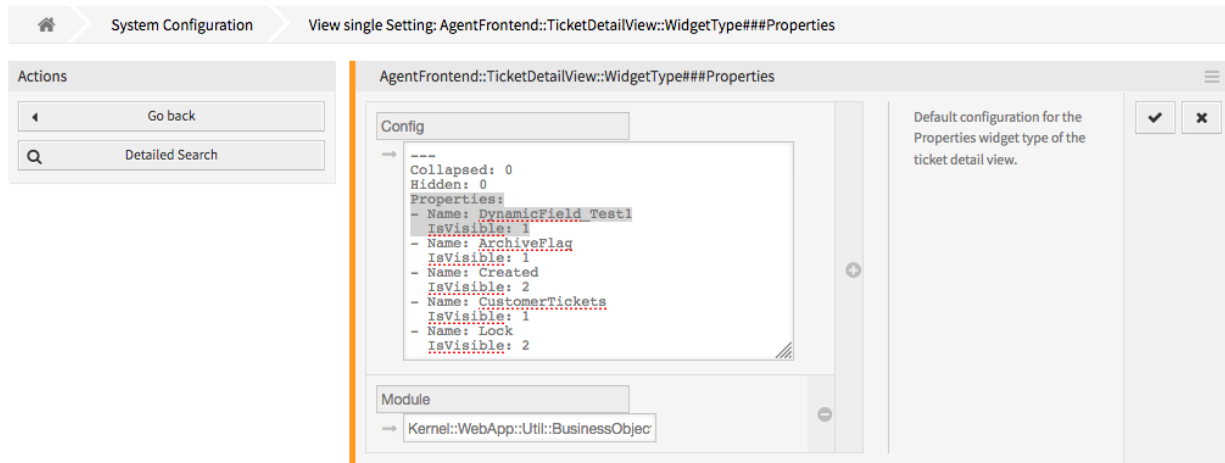 System Configuration
View single Setting: AgentFrontend::TicketDetailView::WidgetType###Properties
Actions
Go back
Detailed Search
AgentFrontend::TicketDetailView::WidgetType###Properties
Config
---
Collapsed: 0
Hidden: 0
Properties:
- Name: DynamicField_Test1
IsVisible: 1
- Name: ArchiveFlag
IsVisible: 1
- Name: Created
IsVisible: 2
- Name: CustomerTickets
IsVisible: 1
- Name: Lock
IsVisible: 2
Module
Kernel::WebApp::Util::BusinessObjec
Default configuration for the
Properties widget type of the
ticket detail view.